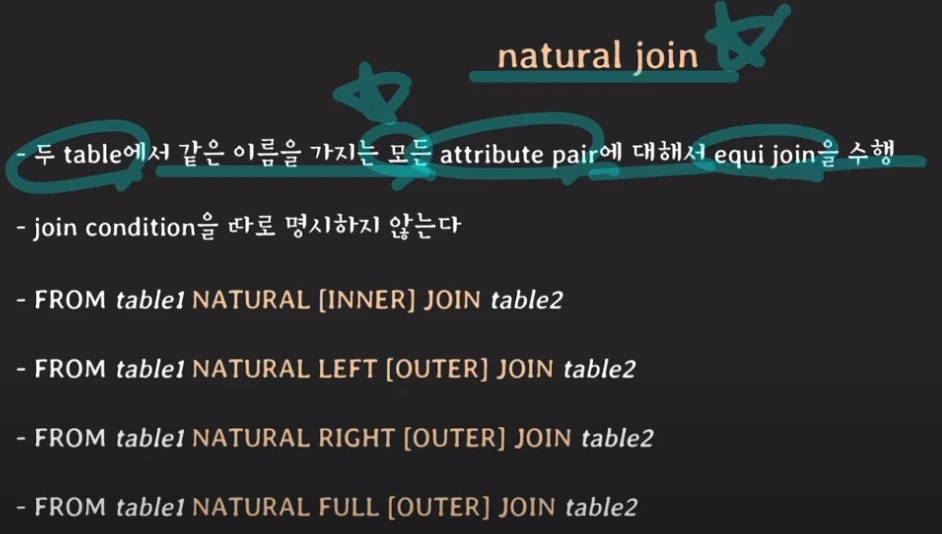 natural join
- 두 table에서 같은 이름을 가지는 모든 attribute pair에 대해서 equi join을 수행
- join condition을 따로 명시하지 않는다
- FROM table1 NATURAL [INNER] JOIN table2
- FROM table1 NATURAL LEFT [OUTER] JOIN table2
- FROM table1 NATURAL RIGHT [OUTER] JOIN table2
- FROM table1 NATURAL FULL [OUTER] JOIN table2